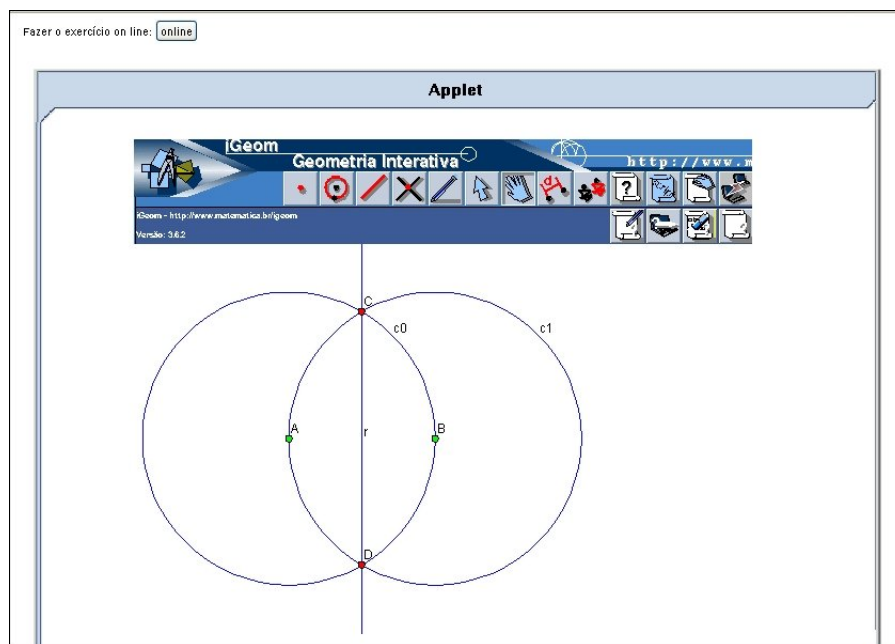 Fazer o exercício on line: online
Applet
iGeom
Geometria Interativa
http://www.m
iGeom - http://www.matematica.br/igeom
Versão: 3.6.2
C
c0
c1
A
r
B
D